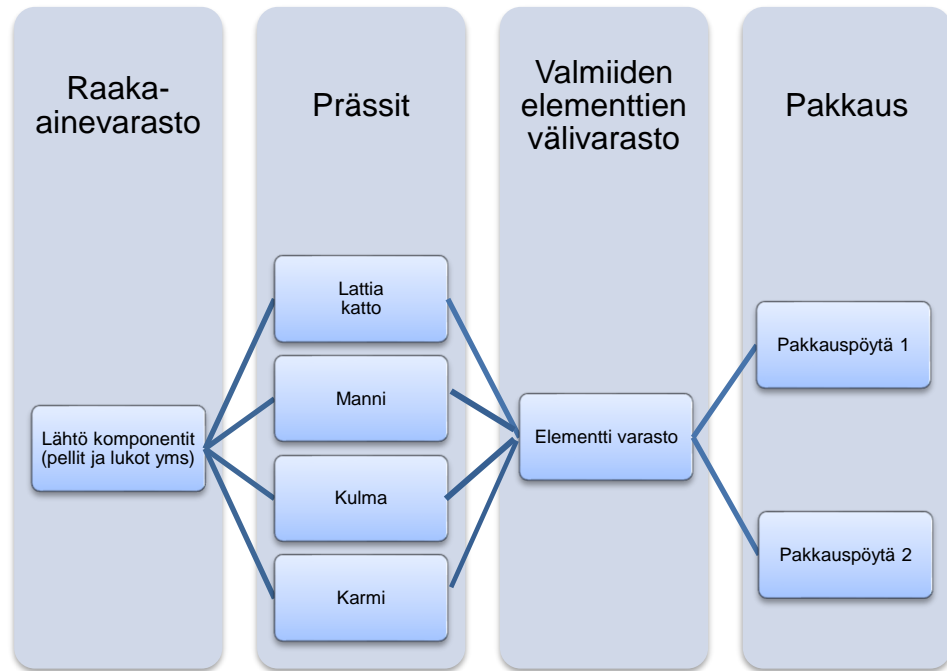 Raaka-
ainevarasto
Prässit
Valmiiden
elementtien
välivarasto
Pakkaus
Lähtö komponentit
(pellit ja lukot yms)
Lattia
katto
Manni
Kulma
Karmi
Elementti varasto
Pakkauspöytä 1
Pakkauspöytä 2